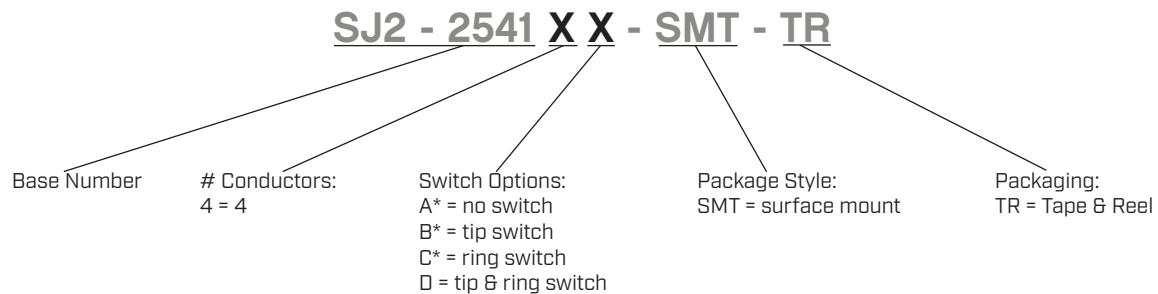 SJ2 - 2541 X X - SMT - TR
Base Number
# Conductors:
4 = 4
Switch Options:
A* = no switch
B* = tip switch
C* = ring switch
D = tip & ring switch
Package Style:
SMT = surface mount
Packaging:
TR = Tape & Reel